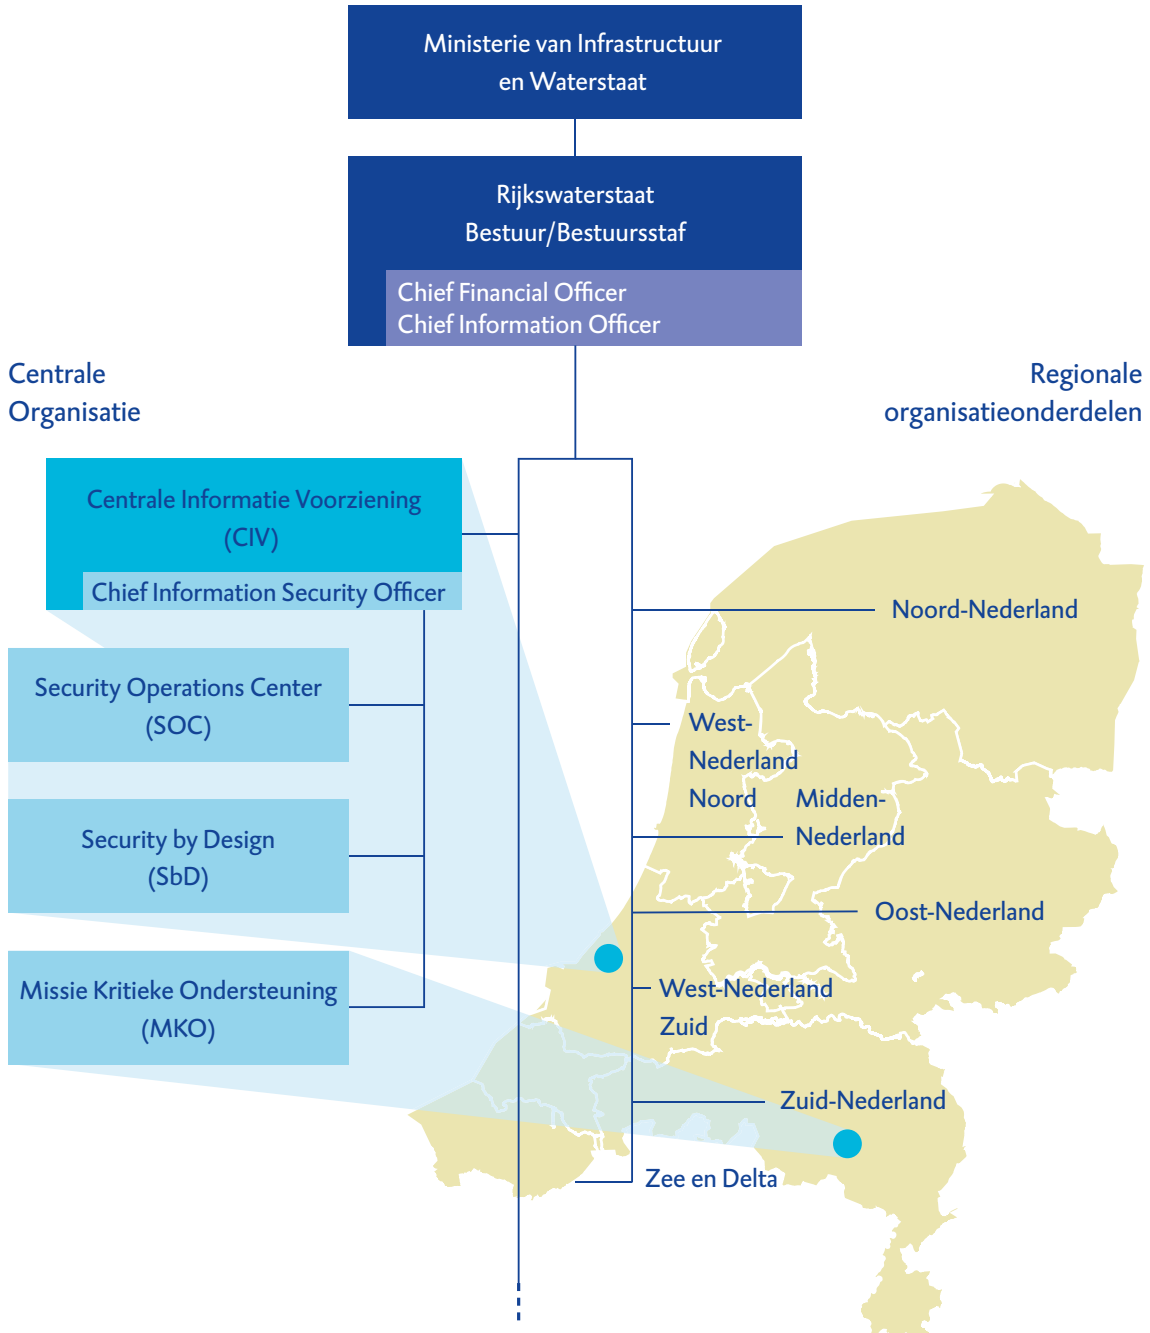 Ministerie van Infrastructuur
en Waterstaat
Rijkswaterstaat
Bestuur/Bestuursstaf
Chief Financial Officer
Chief Information Officer
Centrale
Organisatie
Regionale
organisatieonderdelen
Centrale Informatie Voorziening
(CIV)
Chief Information Security Officer
Security Operations Center
(SOC)
Security by Design
(SbD)
Missie Kritieke Ondersteuning
(MKO)
Noord-Nederland
West-
Nederland
Noord
Midden-
Nederland
Oost-Nederland
West-Nederland
Zuid
Zuid-Nederland
Zee en Delta